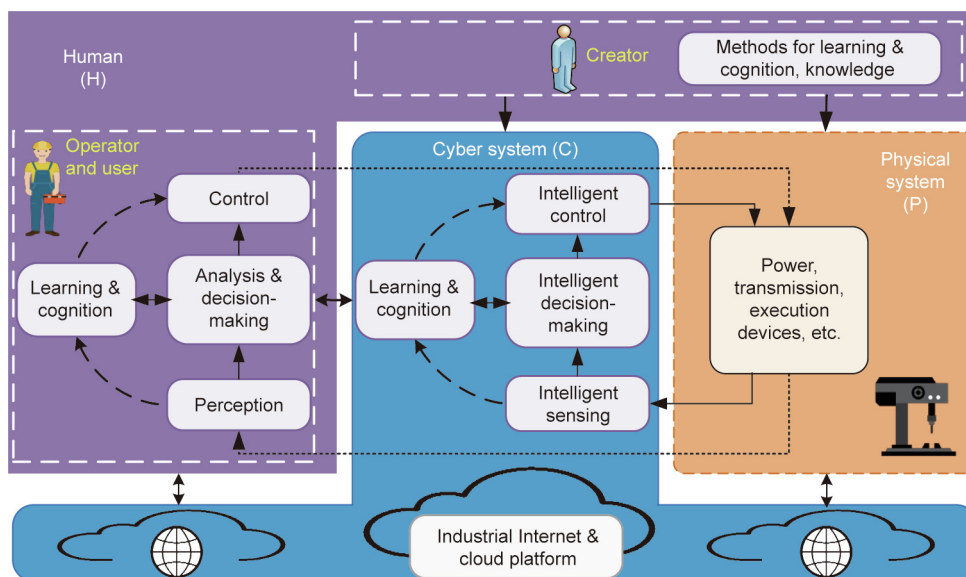 Human
(H)
Creator
Methods for learning &
cognition, knowledge
Operator
and user
Control
Learning &
cognition
Analysis &
decision-
making
Perception
Cyber system (C)
Intelligent
control
Learning &
cognition
Intelligent
decision-
making
Intelligent
sensing
Physical
system
(P)
Power,
transmission,
execution
devices, etc.
Industrial Internet &
cloud platform